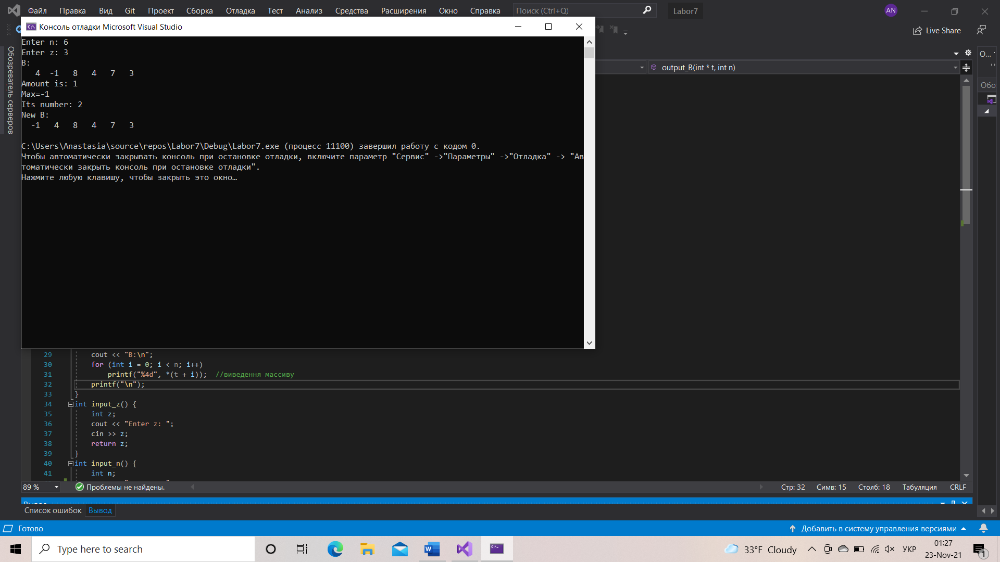 Файл Правка Вид Git Проект Сборка Отладка Тест Анализ Средства Расширения Окно Справка Поиск (Ctrl+Q) Labor7 AN
Консоль отладки Microsoft Visual Studio
Live Share
Обозреватель серверов
output_B(int * t, int n)
Enter n: 6
Enter z: 3
B:
   4  -1   8   4   7   3
Amount is: 1
Max=-1
Its number: 2
New B:
  -1   4   8   4   7   3
C:\Users\Anastasia\source\repos\Labor7\Debug\Labor7.exe (процесс 11100) завершил работу с кодом 0.
Чтобы автоматически закрывать консоль при остановке отладки, включите параметр "Сервис" ->"Параметры" ->"Отладка" -> "Ав
томатически закрыть консоль при остановке отладки".
Нажмите любую клавишу, чтобы закрыть это окно…
О...
Обо
29 cout << "B:\n";
30 for (int i = 0; i < n; i++)
31 printf("%4d", *(t + i)); //виведення массиву
32 printf("\n");
33 }
34 int input_z() {
35 int z;
36 cout << "Enter z: ";
37 cin >> z;
38 return z;
39 }
40 int input_n() {
41 int n;
89 % Проблемы не найдены. Стр: 32 Симв: 15 Столб: 18 Табуляция CRLF
Список ошибок Вывод
Готово Добавить в систему управления версиями
Type here to search 33°F Cloudy УКР 01:27
23-Nov-21 1